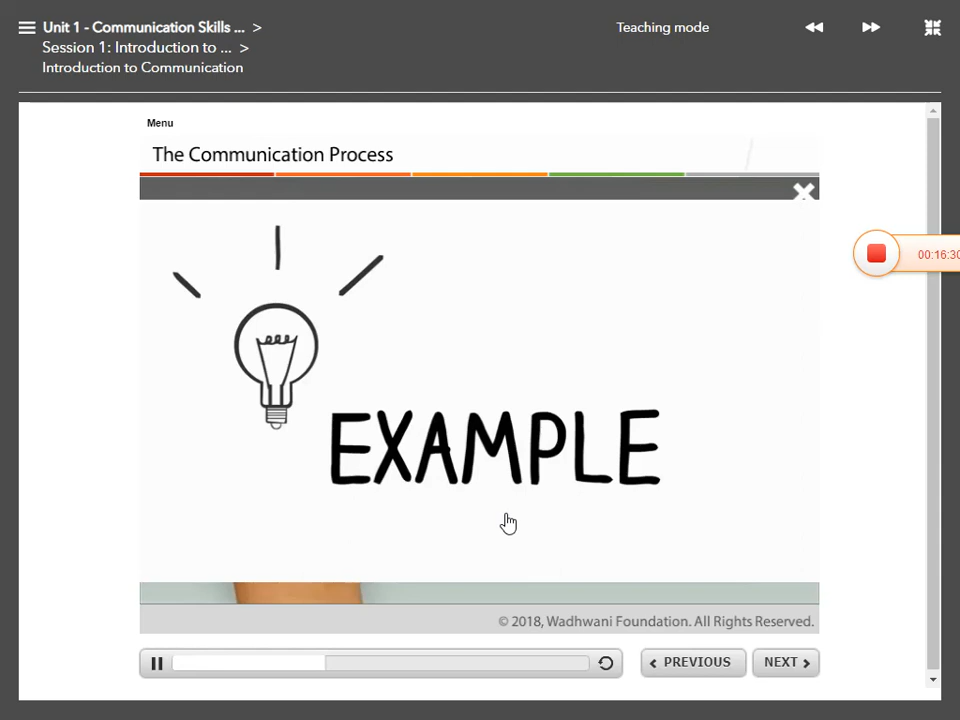 Unit 1 - Communication Skills ... >
Teaching mode
Session 1: Introduction to ... >
Introduction to Communication
Menu
The Communication Process
00:16:30
EXAMPLE
© 2018, Wadhwani Foundation. All Rights Reserved.
PREVIOUS
NEXT